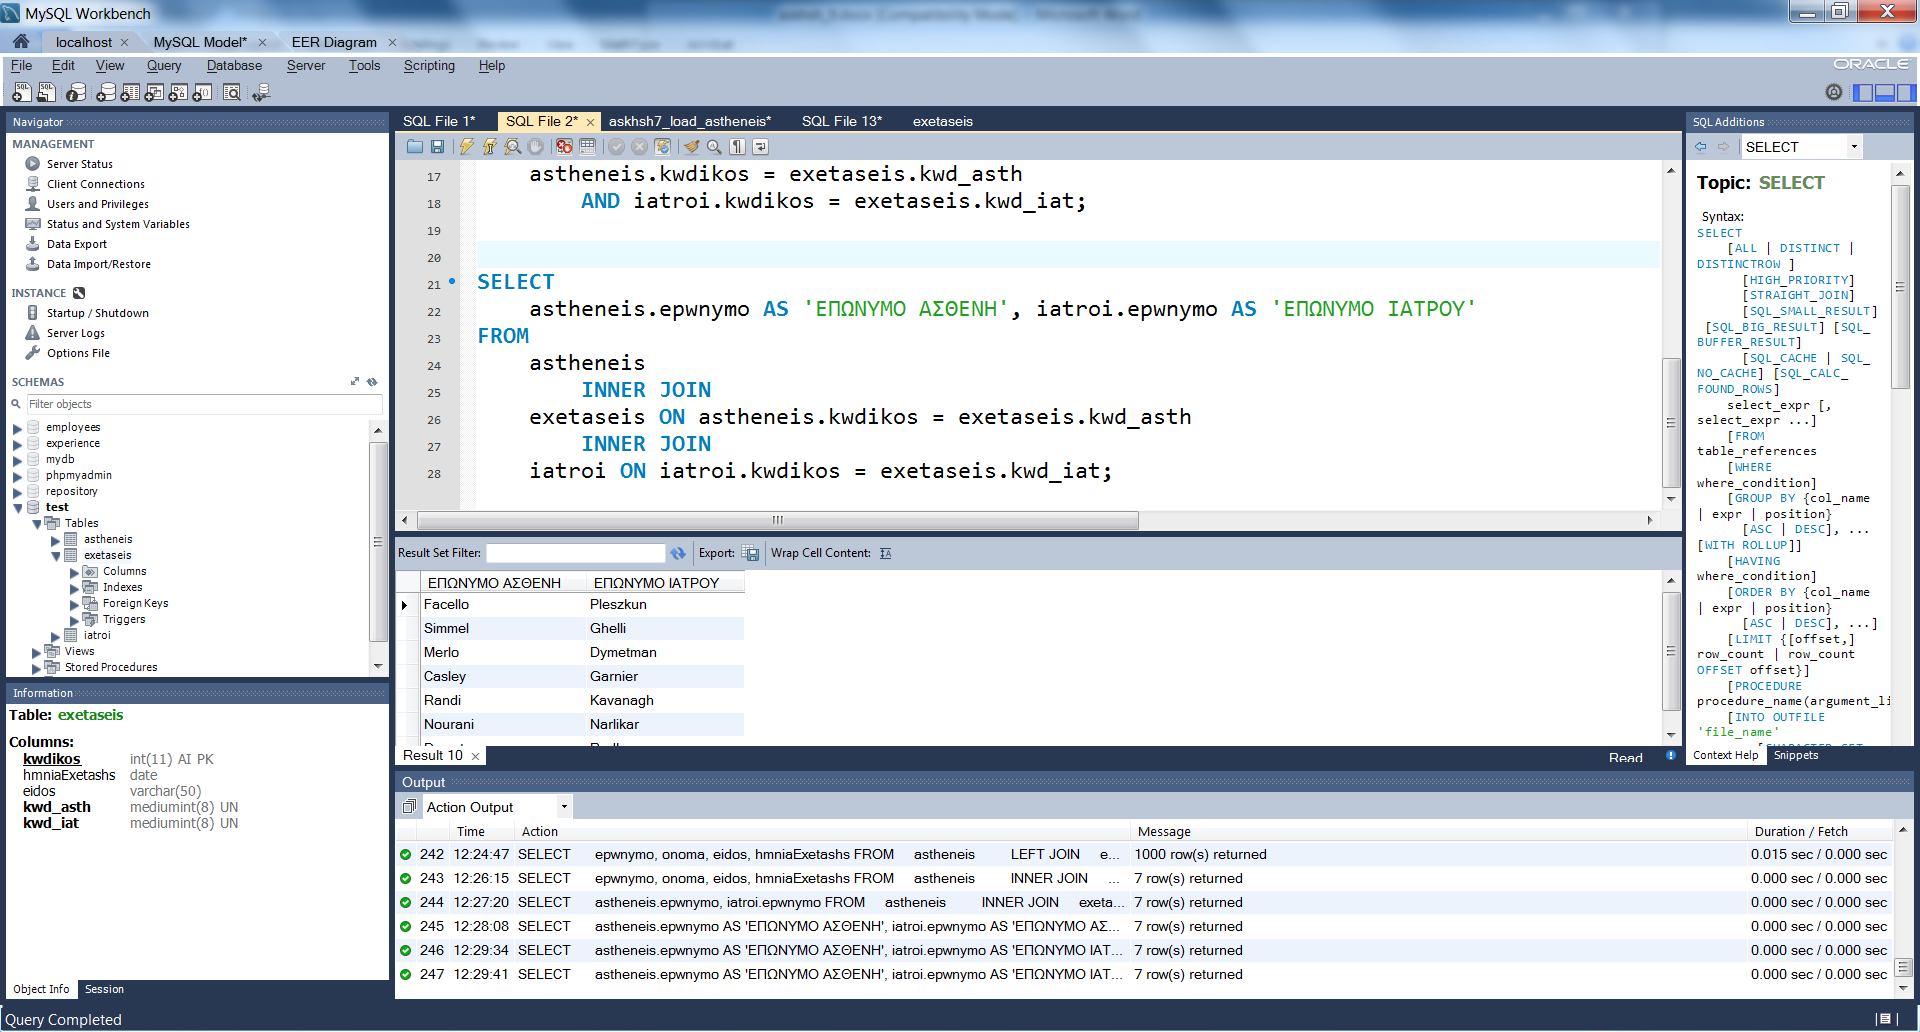 MySQL Workbench
localhost
MySQL Model*
EER Diagram
File Edit View Query Database Server Tools Scripting Help
ORACLE
Navigator
MANAGEMENT
Server Status
Client Connections
Users and Privileges
Status and System Variables
Data Export
Data Import/Restore
INSTANCE
Startup / Shutdown
Server Logs
Options File
SCHEMAS
Filter objects
employees
experience
mydb
phpmyadmin
repository
test
Tables
astheneis
exetaseis
Columns
Indexes
Foreign Keys
Triggers
iatroi
Views
Stored Procedures
Information
Table: exetaseis
Columns:
kwdikos int(11) AI PK
hmniaExetashs date
eidos varchar(50)
kwd_asth mediumint(8) UN
kwd_iat mediumint(8) UN
Object Info Session
Query Completed
SQL File 1* SQL File 2* askhsh7_load_astheneis* SQL File 13* exetaseis
17 astheneis.kwdikos = exetaseis.kwd_asth
18 AND iatroi.kwdikos = exetaseis.kwd_iat;
19
20
21 SELECT
22 astheneis.epwnymo AS 'ΕΠΩΝΥΜΟ ΑΣΘΕΝΗ', iatroi.epwnymo AS 'ΕΠΩΝΥΜΟ ΙΑΤΡΟΥ'
23 FROM
24 astheneis
25 INNER JOIN
26 exetaseis ON astheneis.kwdikos = exetaseis.kwd_asth
27 INNER JOIN
28 iatroi ON iatroi.kwdikos = exetaseis.kwd_iat;
Result Set Filter: Export: Wrap Cell Content:
ΕΠΩΝΥΜΟ ΑΣΘΕΝΗ ΕΠΩΝΥΜΟ ΙΑΤΡΟΥ
Facello Pleszkun
Simmel Ghelli
Merlo Dymetman
Casley Garnier
Randi Kavanagh
Nourani Narlikar
Result 10
Read
Output
Action Output
Time Action Message Duration / Fetch
242 12:24:47 SELECT epwnymo, onoma, eidos, hmniaExetashs FROM astheneis LEFT JOIN e... 1000 row(s) returned 0.015 sec / 0.000 sec
243 12:26:15 SELECT epwnymo, onoma, eidos, hmniaExetashs FROM astheneis INNER JOIN ... 7 row(s) returned 0.000 sec / 0.000 sec
244 12:27:20 SELECT astheneis.epwnymo, iatroi.epwnymo FROM astheneis INNER JOIN exeta... 7 row(s) returned 0.000 sec / 0.000 sec
245 12:28:08 SELECT astheneis.epwnymo AS 'ΕΠΩΝΥΜΟ ΑΣΘΕΝΗ', iatroi.epwnymo AS 'ΕΠΩΝΥΜΟ ΑΣ... 7 row(s) returned 0.000 sec / 0.000 sec
246 12:29:34 SELECT astheneis.epwnymo AS 'ΕΠΩΝΥΜΟ ΑΣΘΕΝΗ', iatroi.epwnymo AS 'ΕΠΩΝΥΜΟ ΙΑΤ... 7 row(s) returned 0.000 sec / 0.000 sec
247 12:29:41 SELECT astheneis.epwnymo AS 'ΕΠΩΝΥΜΟ ΑΣΘΕΝΗ', iatroi.epwnymo AS 'ΕΠΩΝΥΜΟ ΙΑΤ... 7 row(s) returned 0.000 sec / 0.000 sec
SQL Additions
SELECT
Topic: SELECT
Syntax:
SELECT
[ALL | DISTINCT |
DISTINCTROW ]
[HIGH_PRIORITY]
[STRAIGHT_JOIN]
[SQL_SMALL_RESULT]
[SQL_BIG_RESULT] [SQL_
BUFFER_RESULT]
[SQL_CACHE | SQL_
NO_CACHE] [SQL_CALC_
FOUND_ROWS]
select_expr [,
select_expr ...]
[FROM
table_references
[WHERE
where_condition]
[GROUP BY {col_name
| expr | position}
[ASC | DESC], ...
[WITH ROLLUP]]
[HAVING
where_condition]
[ORDER BY {col_name
| expr | position}
[ASC | DESC], ...]
[LIMIT {[offset,]
row_count | row_count
OFFSET offset}]
[PROCEDURE
procedure_name(argument_li
[INTO OUTFILE
'file_name'
Context Help Snippets